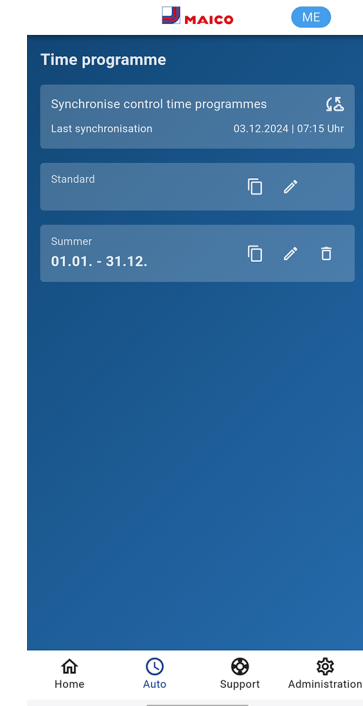 MAICO
ME
Time programme
Synchronise control time programmes
Last synchronisation 03.12.2024 | 07:15 Uhr
Standard
Summer
01.01. - 31.12.
Home Auto Support Administration